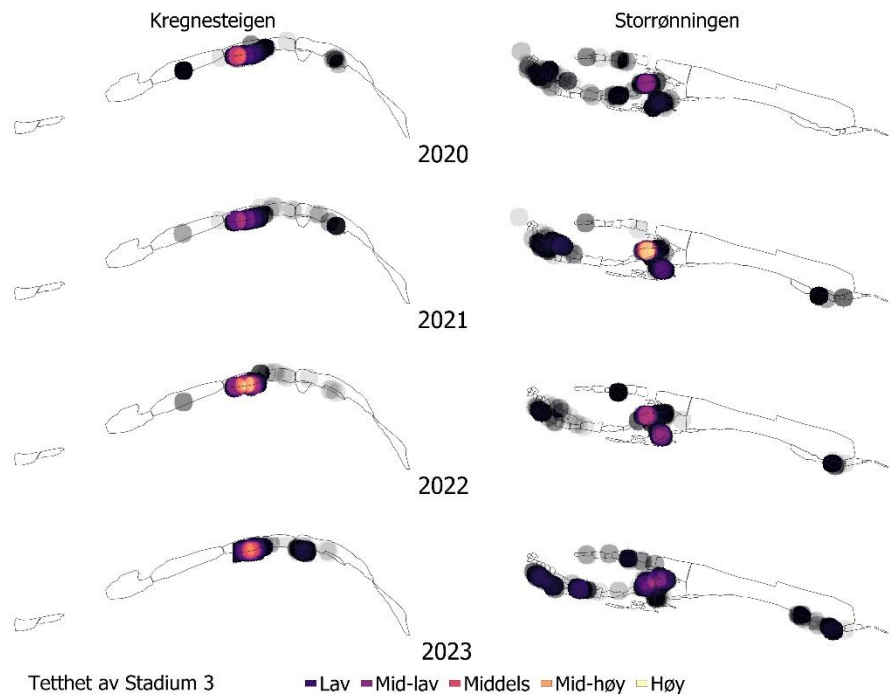 Kregnesteigen Storrønningen
2020
2021
2022
2023
Tetthet av Stadium 3 Lav Mid-lav Middels Mid-høy Høy